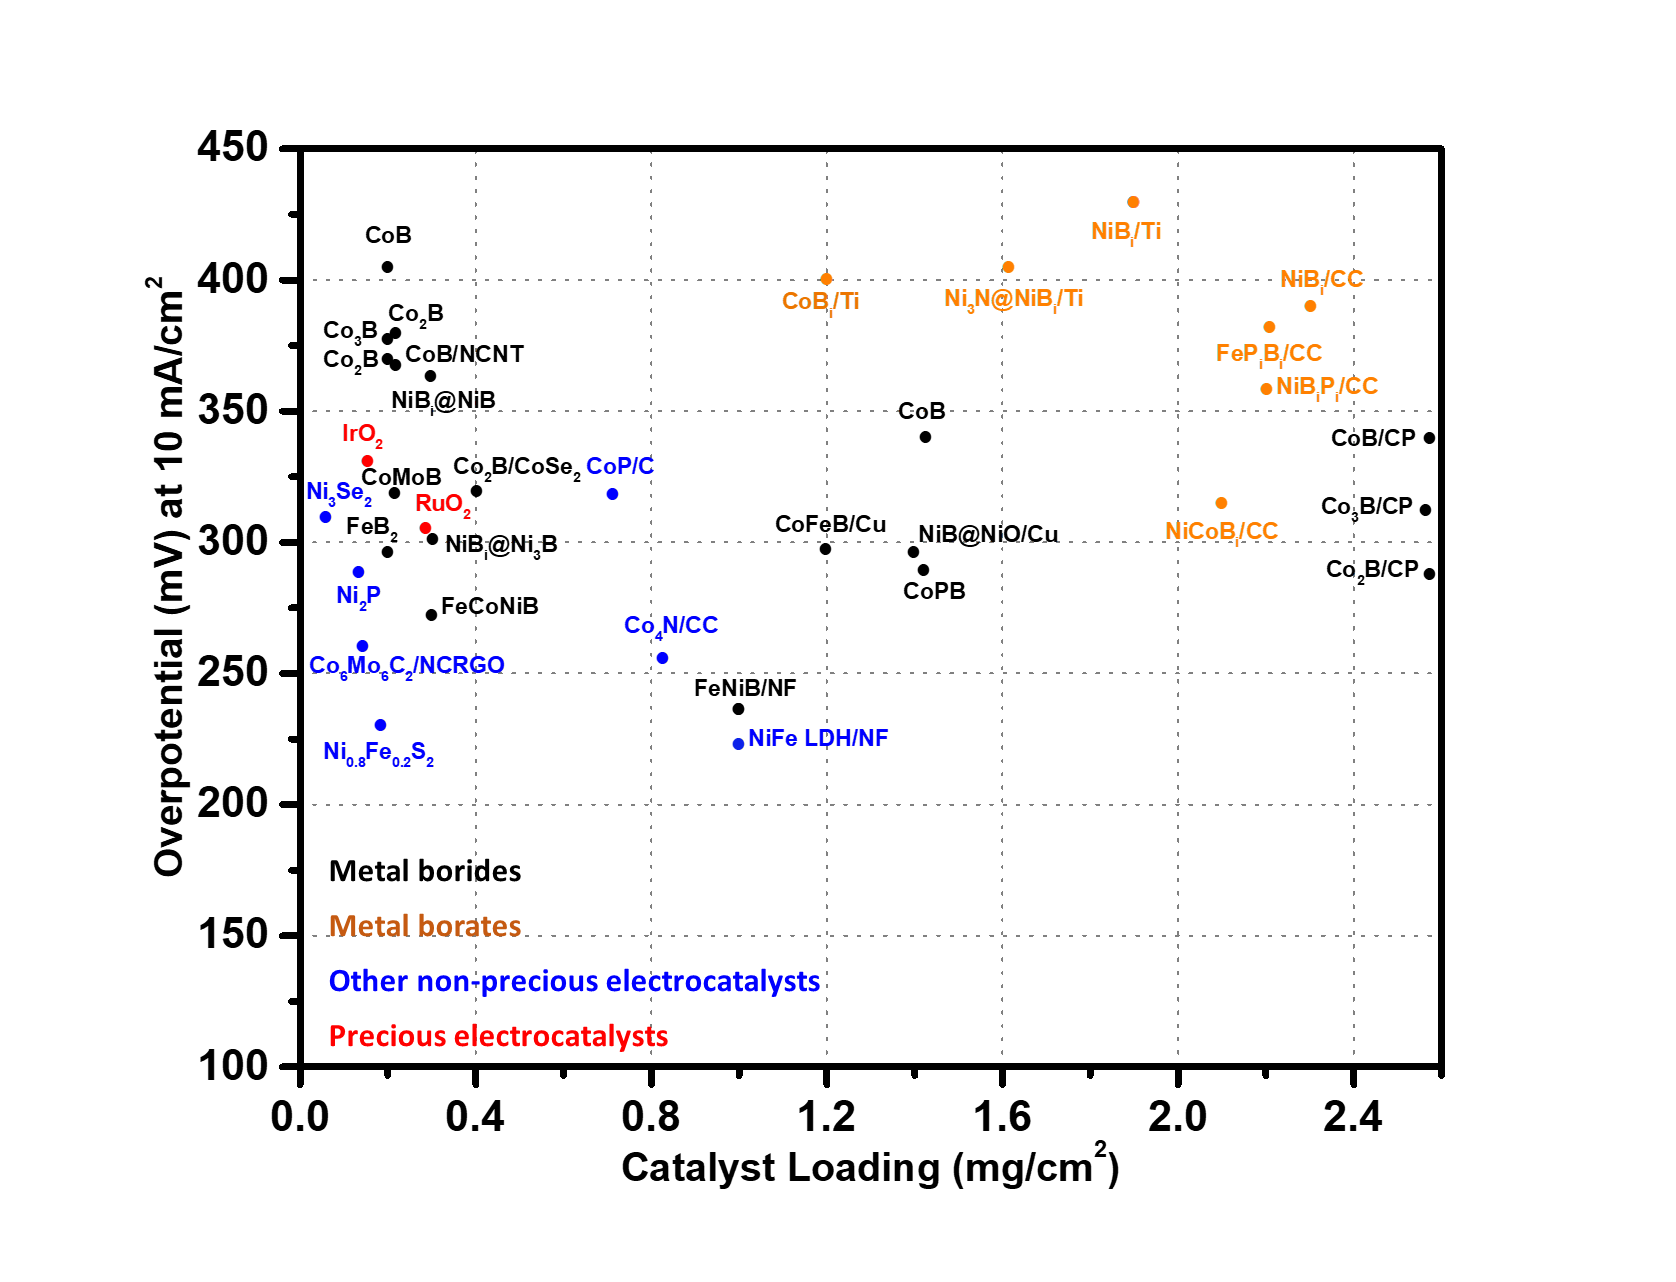 450
400
350
300
250
200
150
100
Overpotential (mV) at 10 mA/cm²
0.0 0.4 0.8 1.2 1.6 2.0 2.4
Catalyst Loading (mg/cm²)
CoB
Co₂B
Co₃B
Co₂B
CoB/NCNT
NiBᵢ@NiB
IrO₂
CoMoB
Co₂B/CoSe₂
CoP/C
Ni₃Se₂
RuO₂
FeB₂
NiBᵢ@Ni₃B
Ni₂P
FeCoNiB
Co₆Mo₆C₂/NCRGO
Co₄N/CC
Ni₀.₈Fe₀.₂S₂
FeNiB/NF
NiFe LDH/NF
CoBᵢ/Ti
Ni₃N@NiBᵢ/Ti
NiBᵢ/Ti
NiBᵢ/CC
FePᵢBᵢ/CC
NiBᵢPᵢ/CC
CoB
CoB/CP
CoFeB/Cu
NiB@NiO/Cu
CoPB
NiCoBᵢ/CC
Co₃B/CP
Co₂B/CP
Metal borides
Metal borates
Other non-precious electrocatalysts
Precious electrocatalysts